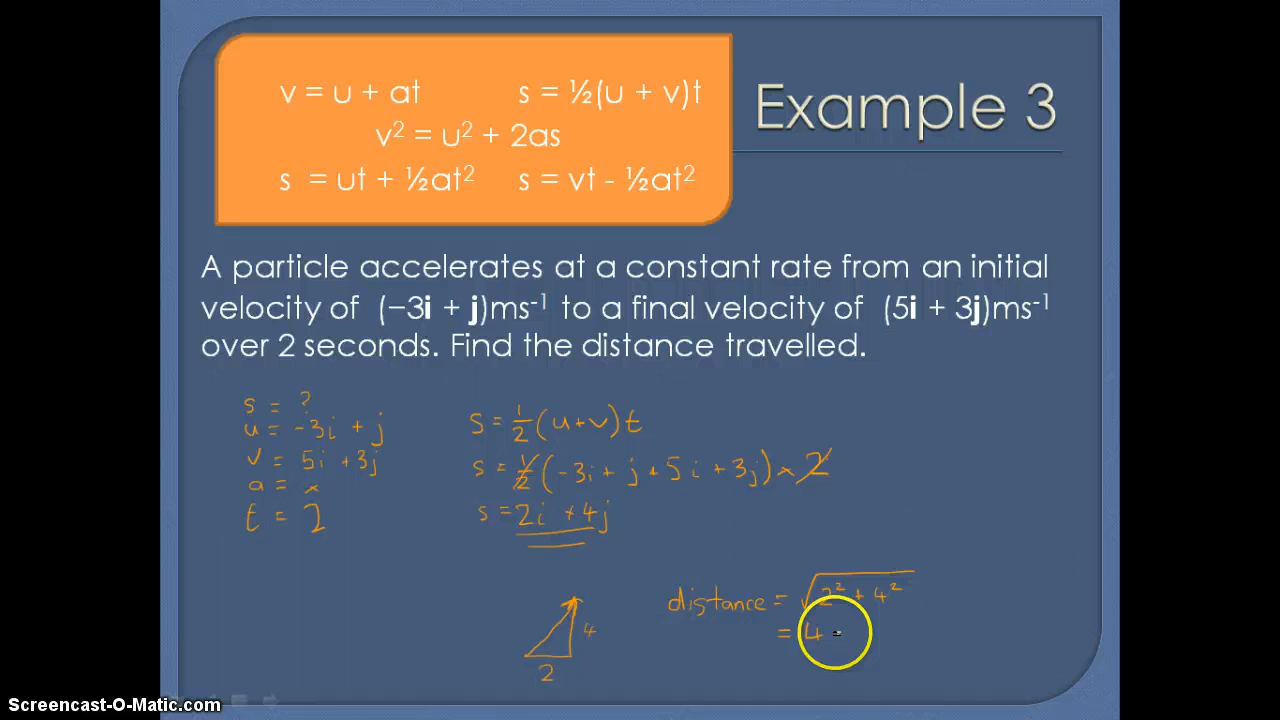 v = u + at s = ½(u + v)t
v² = u² + 2as
s = ut + ½at² s = vt - ½at²
Example 3
A particle accelerates at a constant rate from an initial
velocity of (−3i + j)ms⁻¹ to a final velocity of (5i + 3j)ms⁻¹
over 2 seconds. Find the distance travelled.
s = ?
u = -3i + j
v = 5i + 3j
a = x
t = 2
s = ½(u+v)t
s = ½(-3i + j + 5i + 3j) × 2
s = 2i + 4j
4
2
distance = √2² + 4²
= 4
Screencast-O-Matic.com